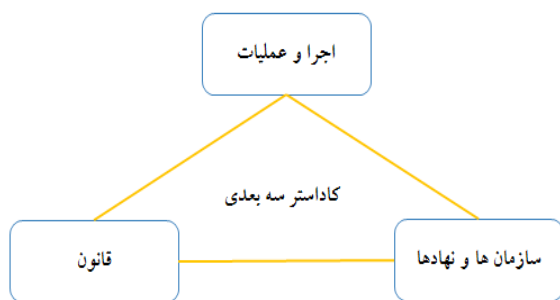 اجرا و عملیات
کاداستر سه بعدی
سازمان ها و نهادها
قانون